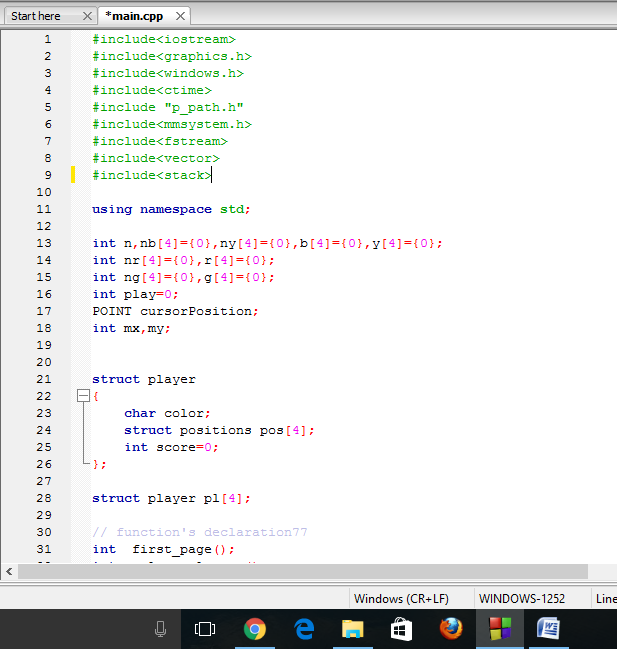 Start here
*main.cpp
1 #include<iostream>
2 #include<graphics.h>
3 #include<windows.h>
4 #include<ctime>
5 #include "p_path.h"
6 #include<mmsystem.h>
7 #include<fstream>
8 #include<vector>
9 #include<stack>
10
11 using namespace std;
12
13 int n,nb[4]={0},ny[4]={0},b[4]={0},y[4]={0};
14 int nr[4]={0},r[4]={0};
15 int ng[4]={0},g[4]={0};
16 int play=0;
17 POINT cursorPosition;
18 int mx,my;
19
20
21 struct player
22 {
23 char color;
24 struct positions pos[4];
25 int score=0;
26 };
27
28 struct player pl[4];
29
30 // function's declaration77
31 int  first_page();
Windows (CR+LF)
WINDOWS-1252
Line